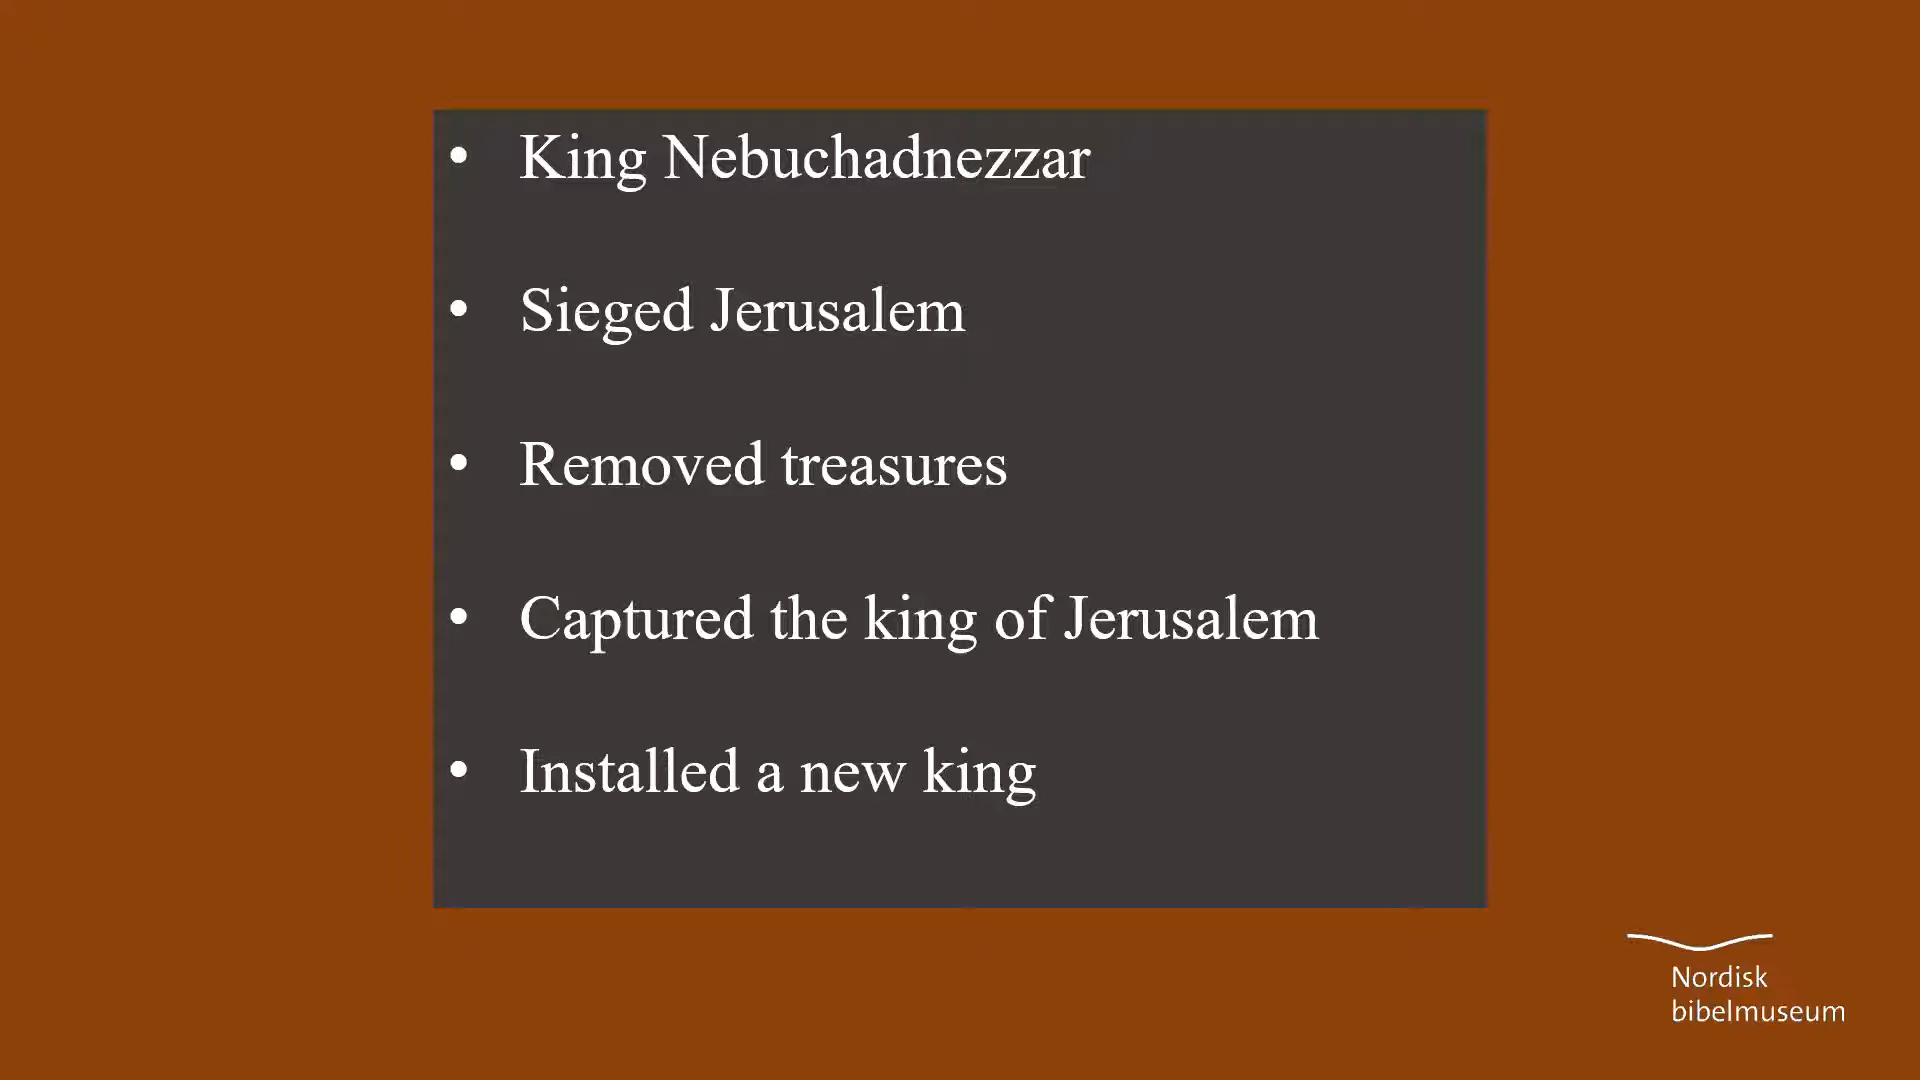 • King Nebuchadnezzar
• Sieged Jerusalem
• Removed treasures
• Captured the king of Jerusalem
• Installed a new king
Nordisk
bibelmuseum